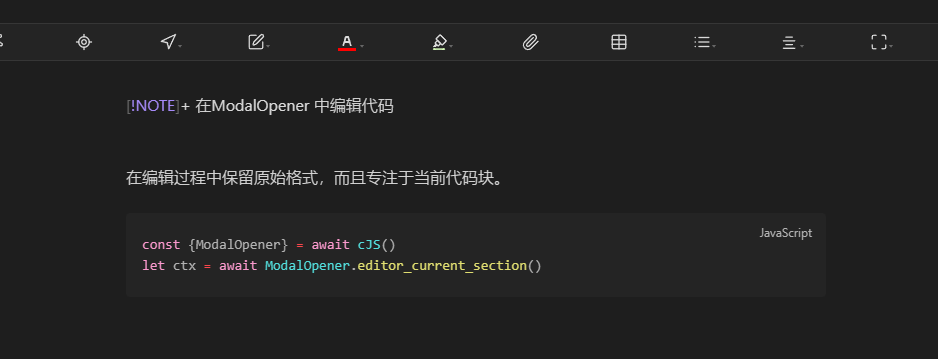 A
[!NOTE]+ 在ModalOpener 中编辑代码
在编辑过程中保留原始格式，而且专注于当前代码块。
JavaScript
const {ModalOpener} = await cJS()
let ctx = await ModalOpener.editor_current_section()